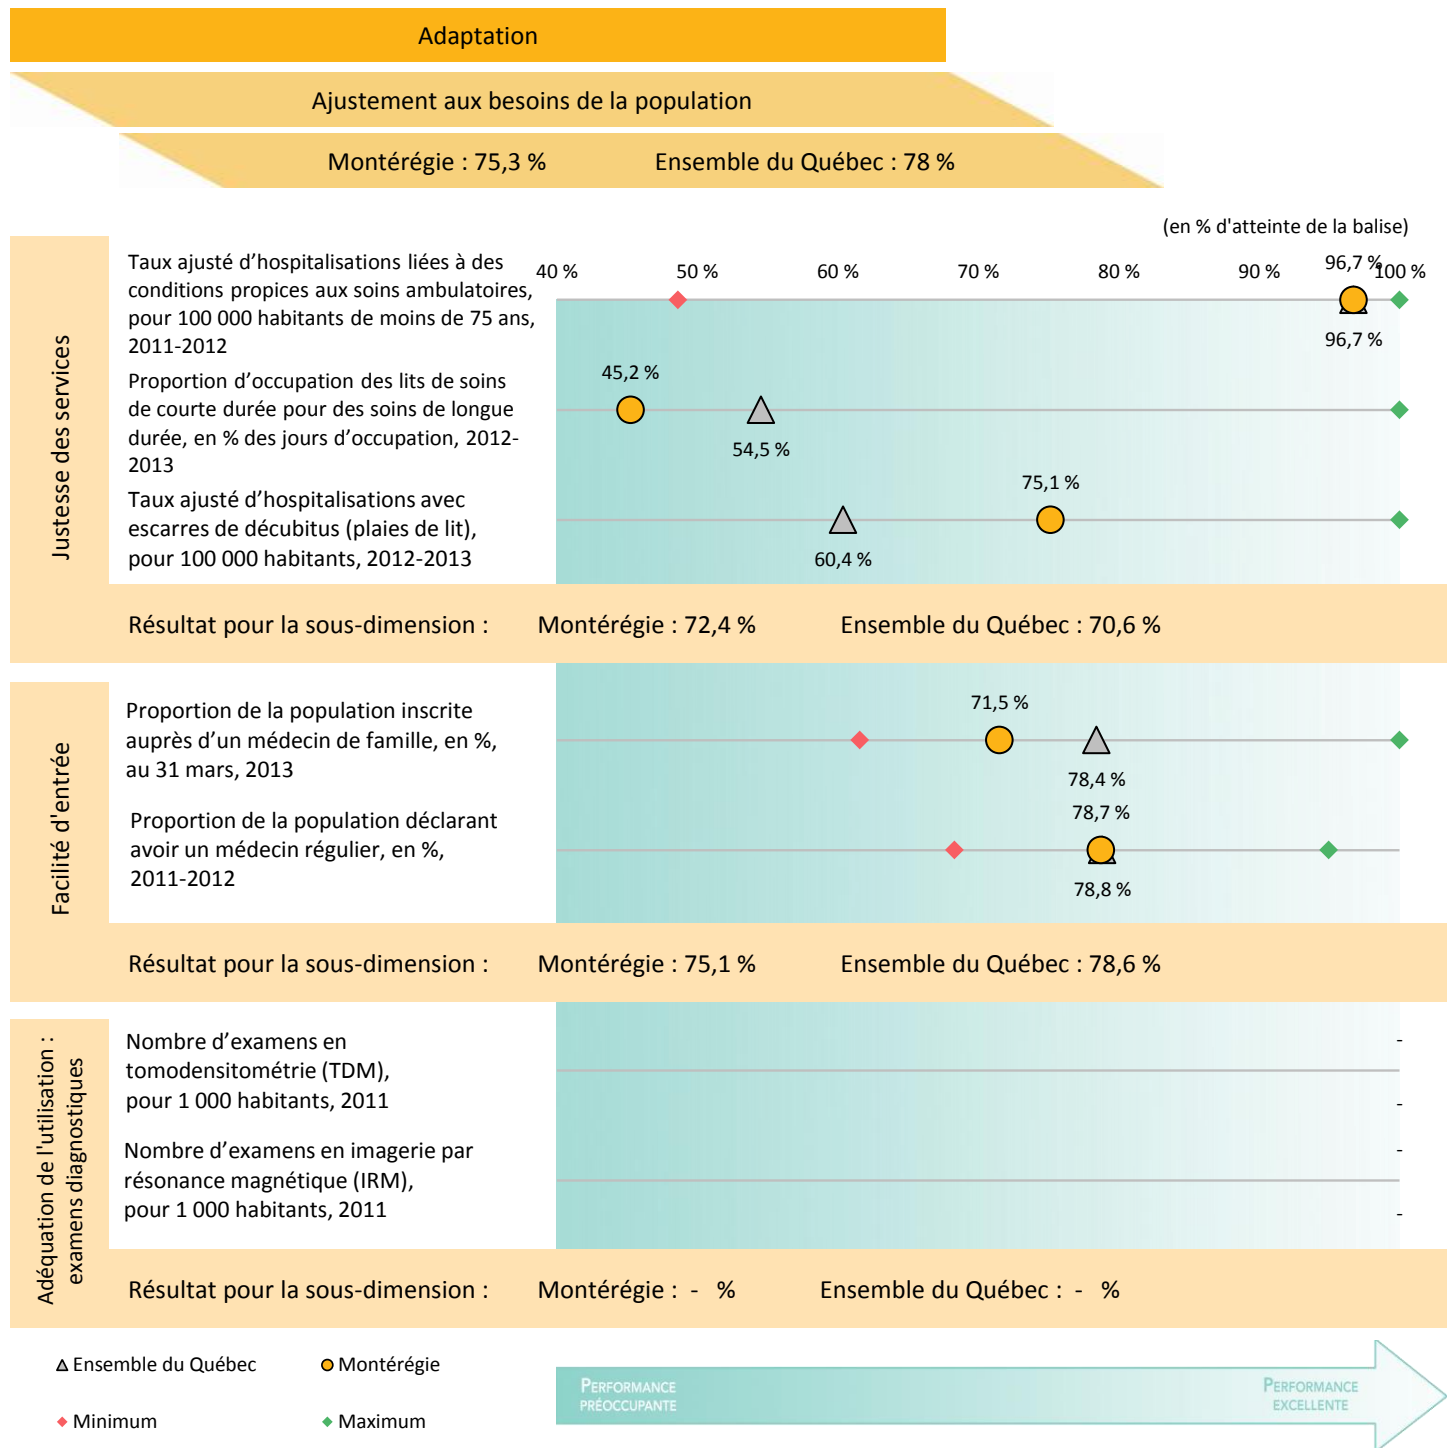 Adaptation
Ajustement aux besoins de la population
Montérégie : 75,3 % Ensemble du Québec : 78 %
(en % d'atteinte de la balise)
40 % 50 % 60 % 70 % 80 % 90 % 100 %
Justesse des services
Taux ajusté d’hospitalisations liées à des
conditions propices aux soins ambulatoires,
pour 100 000 habitants de moins de 75 ans,
2011-2012
96,7 %
96,7 %
Proportion d’occupation des lits de soins
de courte durée pour des soins de longue
durée, en % des jours d’occupation, 2012-
2013
45,2 %
54,5 %
Taux ajusté d’hospitalisations avec
escarres de décubitus (plaies de lit),
pour 100 000 habitants, 2012-2013
75,1 %
60,4 %
Résultat pour la sous-dimension : Montérégie : 72,4 % Ensemble du Québec : 70,6 %
Facilité d'entrée
Proportion de la population inscrite
auprès d’un médecin de famille, en %,
au 31 mars, 2013
71,5 %
78,4 %
Proportion de la population déclarant
avoir un médecin régulier, en %,
2011-2012
78,7 %
78,8 %
Résultat pour la sous-dimension : Montérégie : 75,1 % Ensemble du Québec : 78,6 %
Adéquation de l'utilisation :
examens diagnostiques
Nombre d’examens en
tomodensitométrie (TDM),
pour 1 000 habitants, 2011
-
-
Nombre d’examens en imagerie par
résonance magnétique (IRM),
pour 1 000 habitants, 2011
-
-
Résultat pour la sous-dimension : Montérégie : - % Ensemble du Québec : - %
Ensemble du Québec Montérégie
Minimum Maximum
PERFORMANCE
PRÉOCCUPANTE
PERFORMANCE
EXCELLENTE